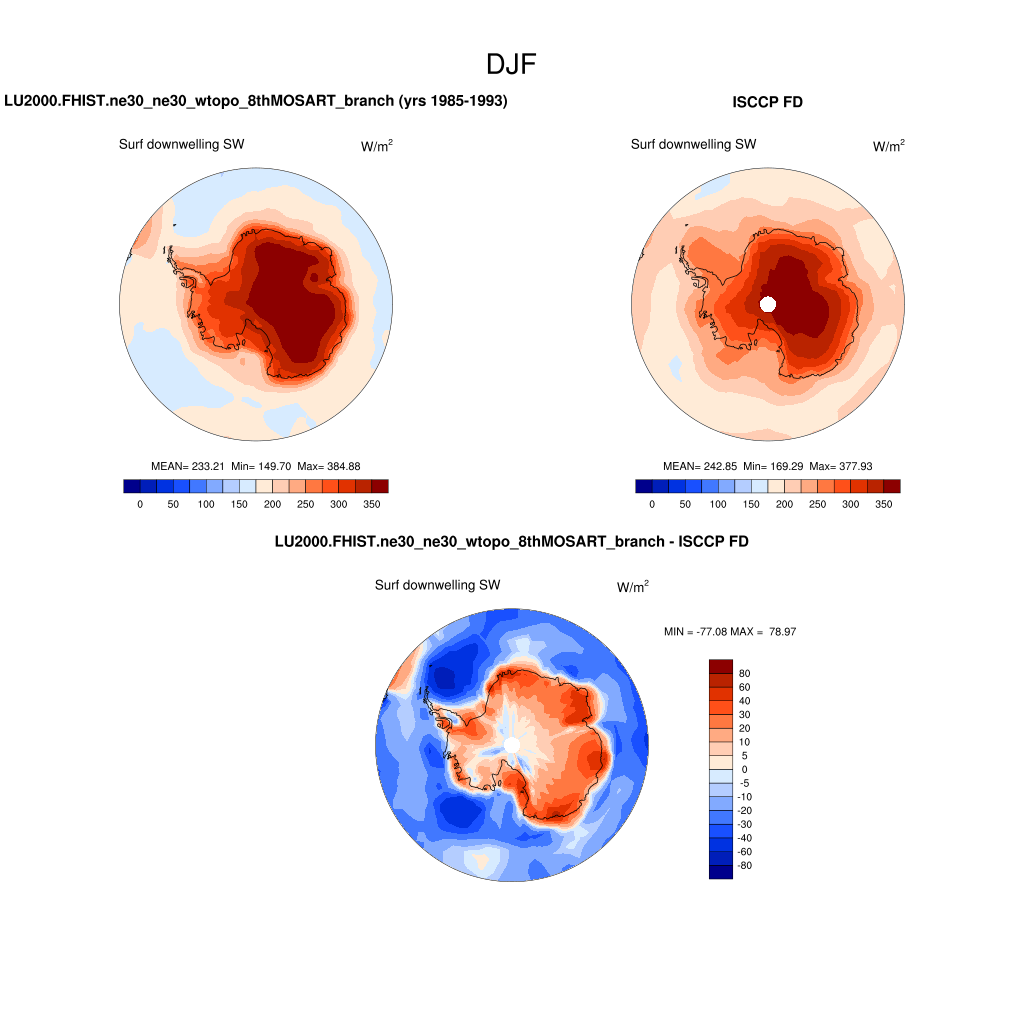 DJF
LU2000.FHIST.ne30_ne30_wtopo_8thMOSART_branch (yrs 1985-1993)
ISCCP FD
Surf downwelling SW W/m2
Surf downwelling SW W/m2
MEAN= 233.21 Min= 149.70 Max= 384.88
MEAN= 242.85 Min= 169.29 Max= 377.93
0 50 100 150 200 250 300 350
0 50 100 150 200 250 300 350
LU2000.FHIST.ne30_ne30_wtopo_8thMOSART_branch - ISCCP FD
Surf downwelling SW W/m2
MIN = -77.08 MAX = 78.97
80
60
40
30
20
10
5
0
-5
-10
-20
-30
-40
-60
-80